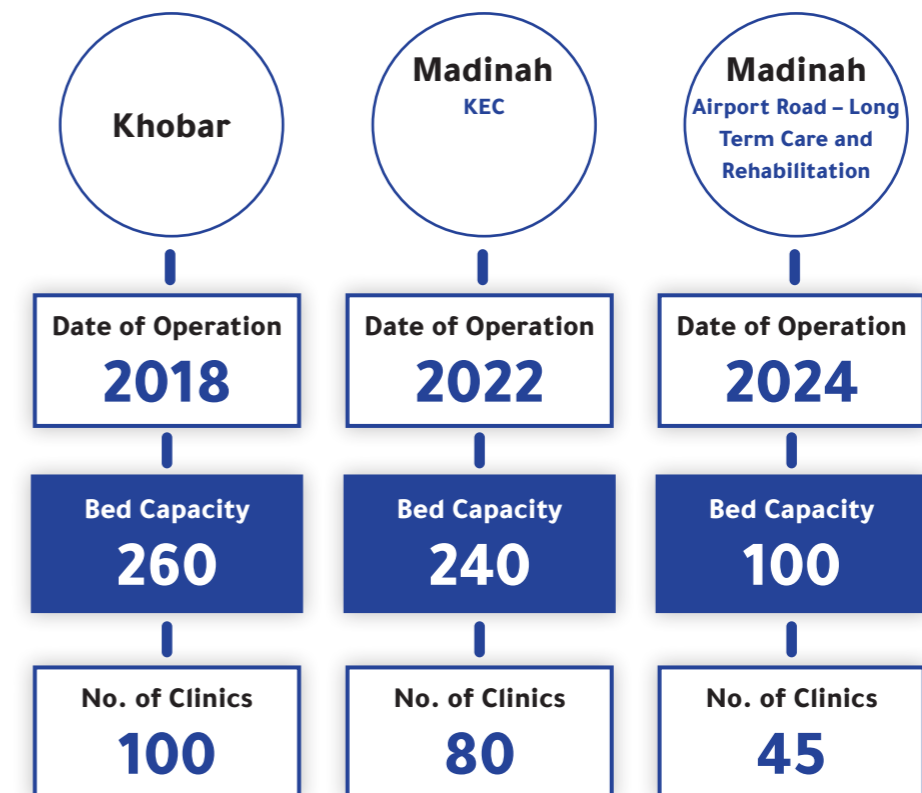 Khobar
Date of Operation
2018
Bed Capacity
260
No. of Clinics
100
Madinah
KEC
Date of Operation
2022
Bed Capacity
240
No. of Clinics
80
Madinah
Airport Road – Long
Term Care and
Rehabilitation
Date of Operation
2024
Bed Capacity
100
No. of Clinics
45